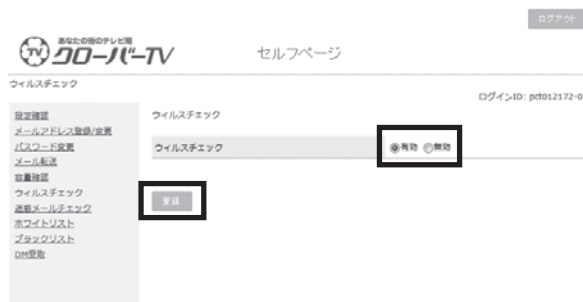 ログアウト
あなたの街のテレビ局
TV クローバーTV
セルフページ
ウィルスチェック
ログインID: pct012172-0
設定確認
メールアドレス登録/変更
パスワード変更
メール転送
容量確認
ウィルスチェック
迷惑メールチェック
ホワイトリスト
ブラックリスト
DM受取
ウィルスチェック
ウィルスチェック 有効 無効
登録